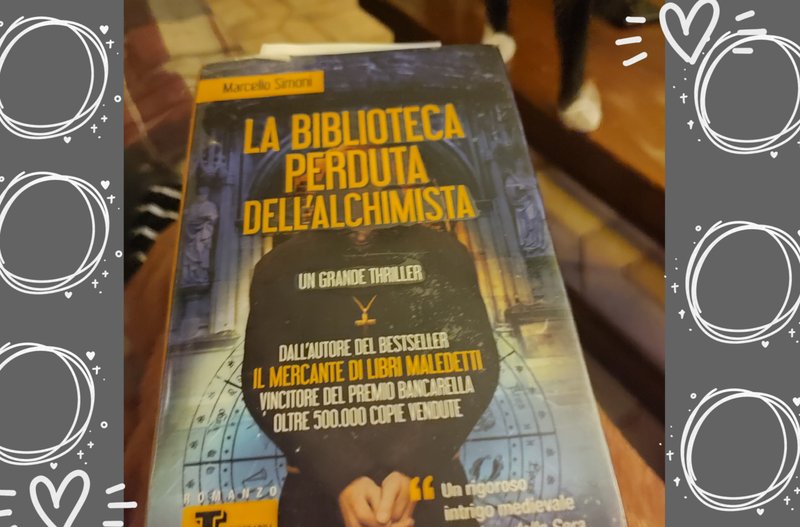 Marcello Simoni
LA BIBLIOTECA
PERDUTA
DELL'ALCHIMISTA
UN GRANDE THRILLER
DALL'AUTORE DEL BESTSELLER
IL MERCANTE DI LIBRI MALEDETTI
VINCITORE DEL PREMIO BANCARELLA
OLTRE 500.000 COPIE VENDUTE
ROMANZO
“ Un rigoroso
intrigo medievale